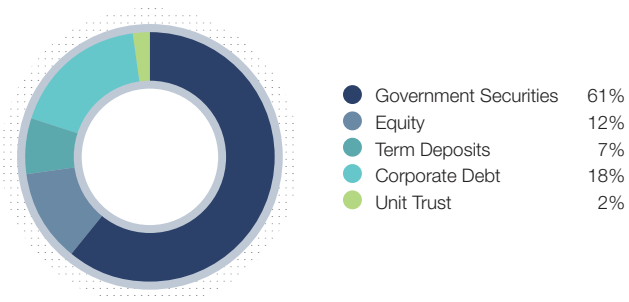 Government Securities 61%
Equity 12%
Term Deposits 7%
Corporate Debt 18%
Unit Trust 2%